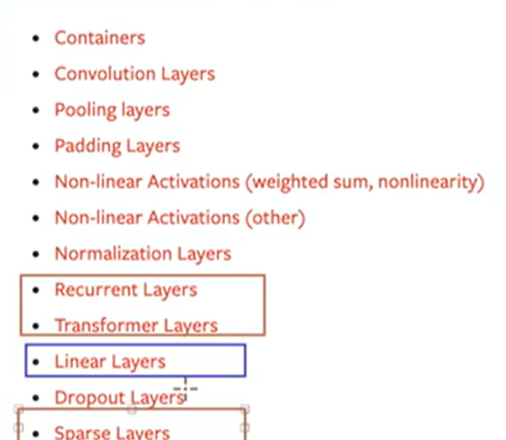 Containers
Convolution Layers
Pooling layers
Padding Layers
Non-linear Activations (weighted sum, nonlinearity)
Non-linear Activations (other)
Normalization Layers
Recurrent Layers
Transformer Layers
Linear Layers
Dropout Layers
Sparse Layers